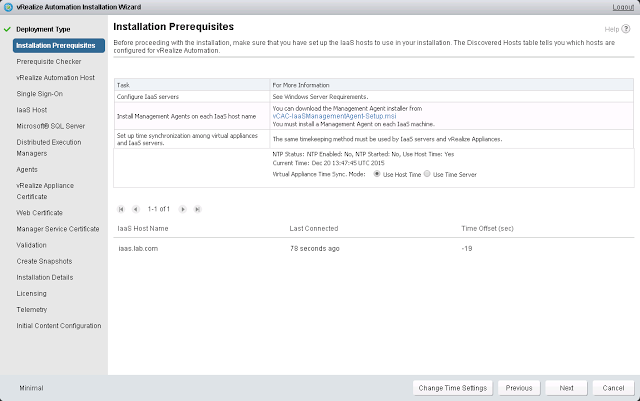 vRealize Automation Installation Wizard
Logout
Deployment Type
Installation Prerequisites
Prerequisite Checker
vRealize Automation Host
Single Sign-On
IaaS Host
Microsoft® SQL Server
Distributed Execution
Managers
Agents
vRealize Appliance
Certificate
Web Certificate
Manager Service Certificate
Validation
Create Snapshots
Installation Details
Licensing
Telemetry
Initial Content Configuration
Installation Prerequisites
Help ?
Before proceeding with the installation, make sure that you have set up the IaaS hosts to use in your installation. The Discovered Hosts table tells you which hosts are
configured for vRealize Automation.
Task
For More Information
Configure IaaS servers
See Windows Server Requirements.
Install Management Agents on each IaaS host name
You can download the Management Agent installer from
vCAC-IaaSManagementAgent-Setup.msi
You must install a Management Agent on each IaaS machine.
Set up time synchronization among virtual appliances
and IaaS servers.
The same timekeeping method must be used by IaaS servers and vRealize Appliances.
NTP Status: NTP Enabled: No, NTP Started: No, Use Host Time: Yes
Current Time: Dec 20 13:47:45 UTC 2015
Virtual Appliance Time Sync. Mode: Use Host Time Use Time Server
1-1 of 1
IaaS Host Name
Last Connected
Time Offset (sec)
iaas.lab.com
78 seconds ago
-19
Minimal
Change Time Settings
Previous
Next
Cancel